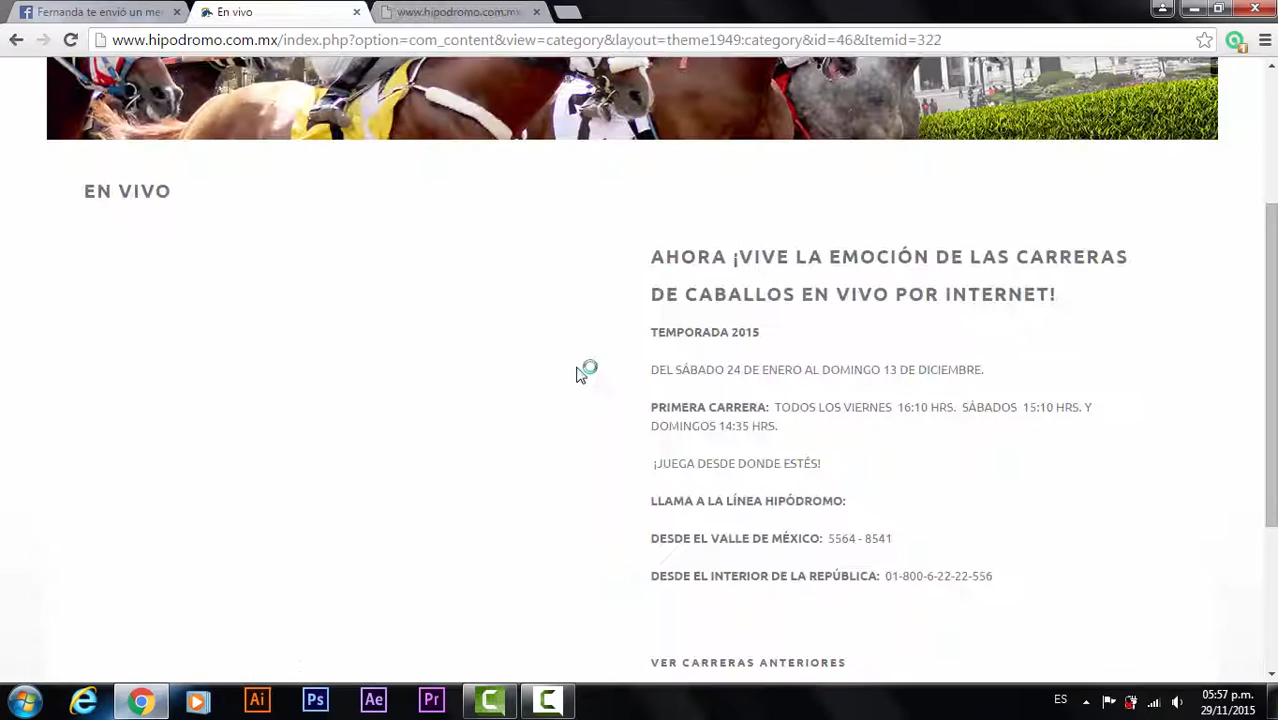 Fernanda te envió un me
En vivo
www.hipodromo.com.mx
www.hipodromo.com.mx/index.php?option=com_content&view=category&layout=theme1949:category&id=46&Itemid=322
EN VIVO
AHORA ¡VIVE LA EMOCIÓN DE LAS CARRERAS
DE CABALLOS EN VIVO POR INTERNET!
TEMPORADA 2015
DEL SÁBADO 24 DE ENERO AL DOMINGO 13 DE DICIEMBRE.
PRIMERA CARRERA: TODOS LOS VIERNES 16:10 HRS. SÁBADOS 15:10 HRS. Y
DOMINGOS 14:35 HRS.
¡JUEGA DESDE DONDE ESTÉS!
LLAMA A LA LÍNEA HIPÓDROMO:
DESDE EL VALLE DE MÉXICO: 5564 - 8541
DESDE EL INTERIOR DE LA REPÚBLICA: 01-800-6-22-22-556
VER CARRERAS ANTERIORES
Ai
Ps
Ae
Pr
ES
05:57 p.m.
29/11/2015